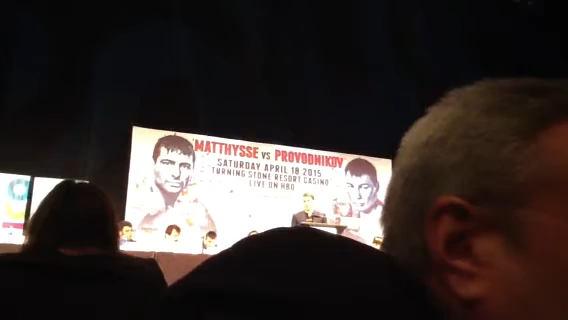 MATTHYSSE VS PROVODNIKOV
SATURDAY APRIL 18 2015
TURNING STONE RESORT CASINO
LIVE ON HBO